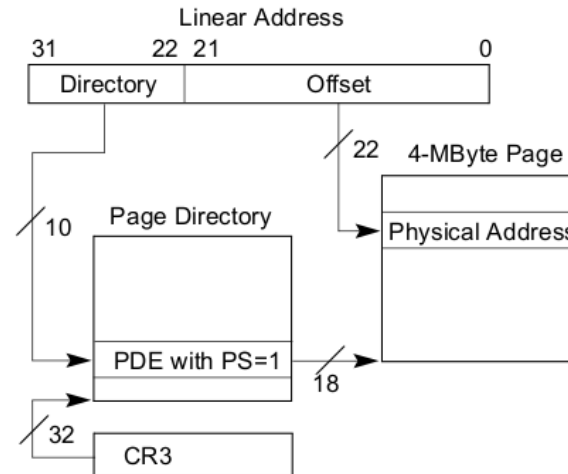 Linear Address
31 22 21 0
Directory Offset
22
4-MByte Page
10
Page Directory
Physical Address
PDE with PS=1
18
32
CR3